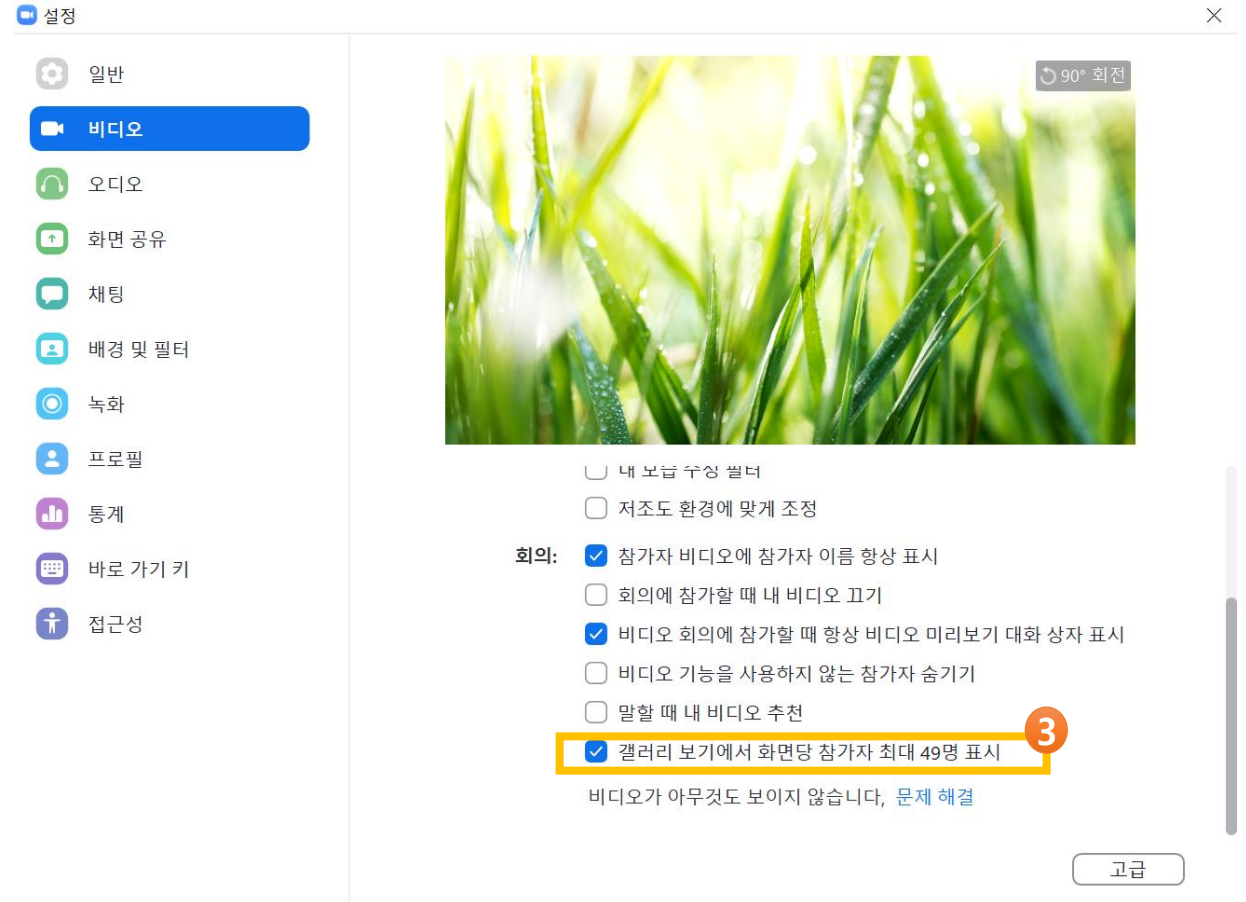 설정
일반
비디오
오디오
화면 공유
채팅
배경 및 필터
녹화
프로필
통계
바로 가기 키
접근성
90° 회전
내 모습 수정 필터
저조도 환경에 맞게 조정
회의: 참가자 비디오에 참가자 이름 항상 표시
회의에 참가할 때 내 비디오 끄기
비디오 회의에 참가할 때 항상 비디오 미리보기 대화 상자 표시
비디오 기능을 사용하지 않는 참가자 숨기기
말할 때 내 비디오 추천
3
갤러리 보기에서 화면당 참가자 최대 49명 표시
비디오가 아무것도 보이지 않습니다, 문제 해결
고급